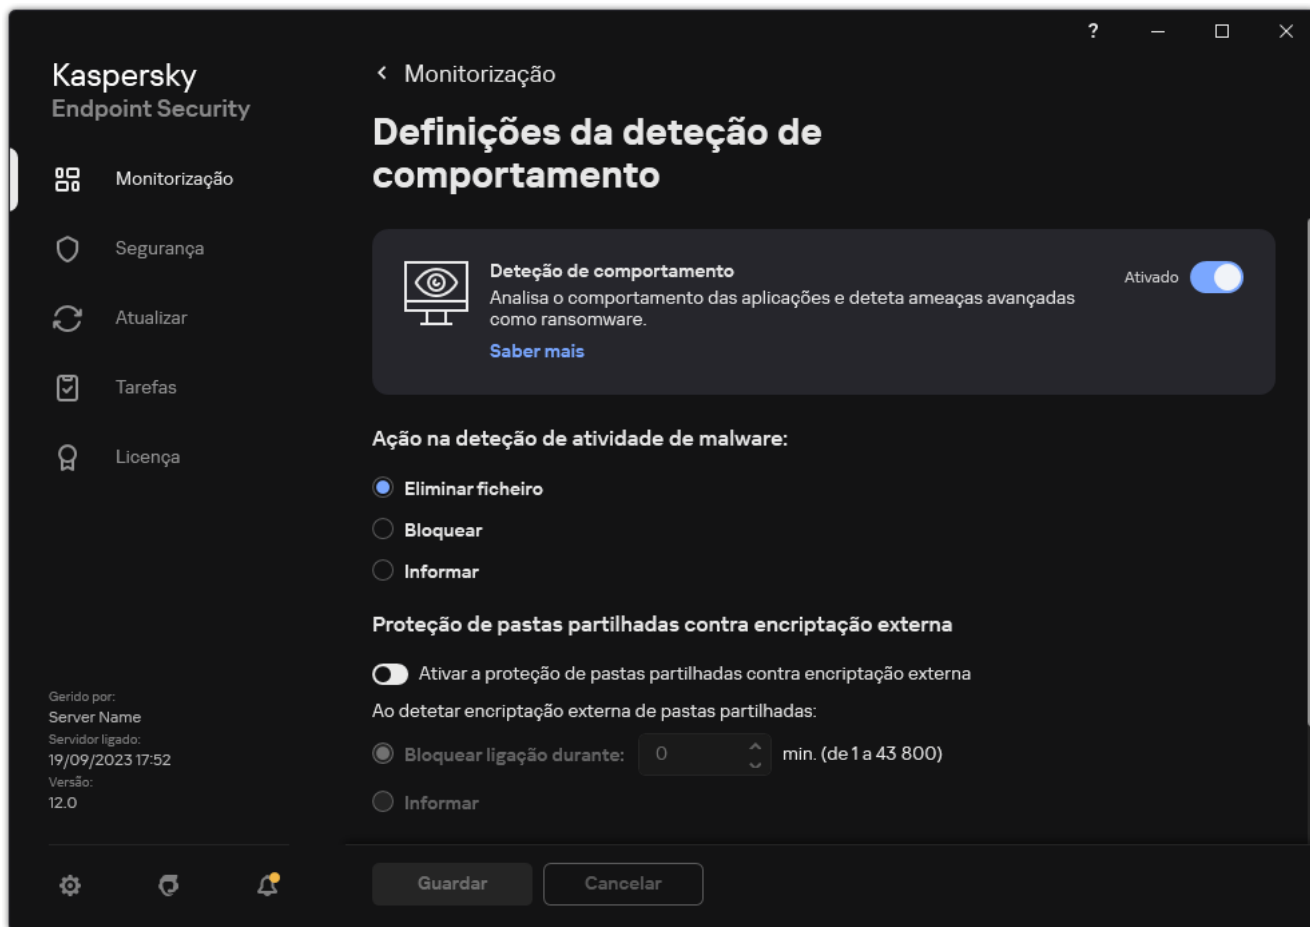 ?
Kaspersky
Endpoint Security
Monitorização
Segurança
Atualizar
Tarefas
Licença
Gerido por:
Server Name
Servidor ligado:
19/09/2023 17:52
Versão:
12.0
Monitorização
Definições da deteção de
comportamento
Deteção de comportamento
Analisa o comportamento das aplicações e deteta ameaças avançadas
como ransomware.
Saber mais
Ativado
Ação na deteção de atividade de malware:
Eliminar ficheiro
Bloquear
Informar
Proteção de pastas partilhadas contra encriptação externa
Ativar a proteção de pastas partilhadas contra encriptação externa
Ao detetar encriptação externa de pastas partilhadas:
Bloquear ligação durante: 0 min. (de 1 a 43 800)
Informar
Guardar Cancelar